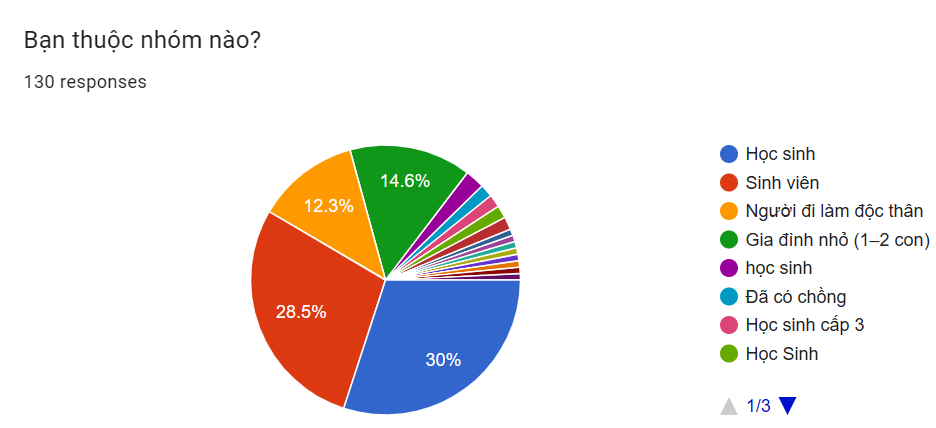 Bạn thuộc nhóm nào?
130 responses
14.6%
12.3%
28.5%
30%
Học sinh
Sinh viên
Người đi làm độc thân
Gia đình nhỏ (1–2 con)
học sinh
Đã có chồng
Học sinh cấp 3
Học Sinh
1/3